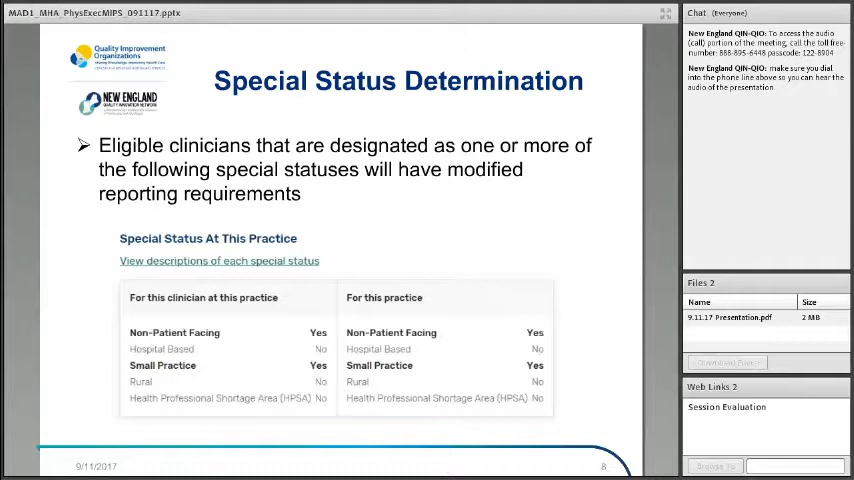 MAD1_MHA_PhysExecMIPS_091117.pptx
Quality Improvement
Organizations
NEW ENGLAND
Special Status Determination
Eligible clinicians that are designated as one or more of
the following special statuses will have modified
reporting requirements
Special Status At This Practice
View descriptions of each special status
For this clinician at this practice
Non-Patient Facing Yes
Hospital Based No
Small Practice Yes
Rural No
Health Professional Shortage Area (HPSA) No
For this practice
Non-Patient Facing Yes
Hospital Based No
Small Practice Yes
Rural No
Health Professional Shortage Area (HPSA) No
9/11/2017
8
Chat (Everyone)
New England QIN-QIO: To access the audio
(call) portion of the meeting, call the toll free-
number: 888-895-6448 passcode: 122-8904
New England QIN-QIO: make sure you dial
into the phone line above so you can hear the
audio of the presentation.
Files 2
Name Size
9.11.17 Presentation.pdf 2 MB
Web Links 2
Session Evaluation
Browse To